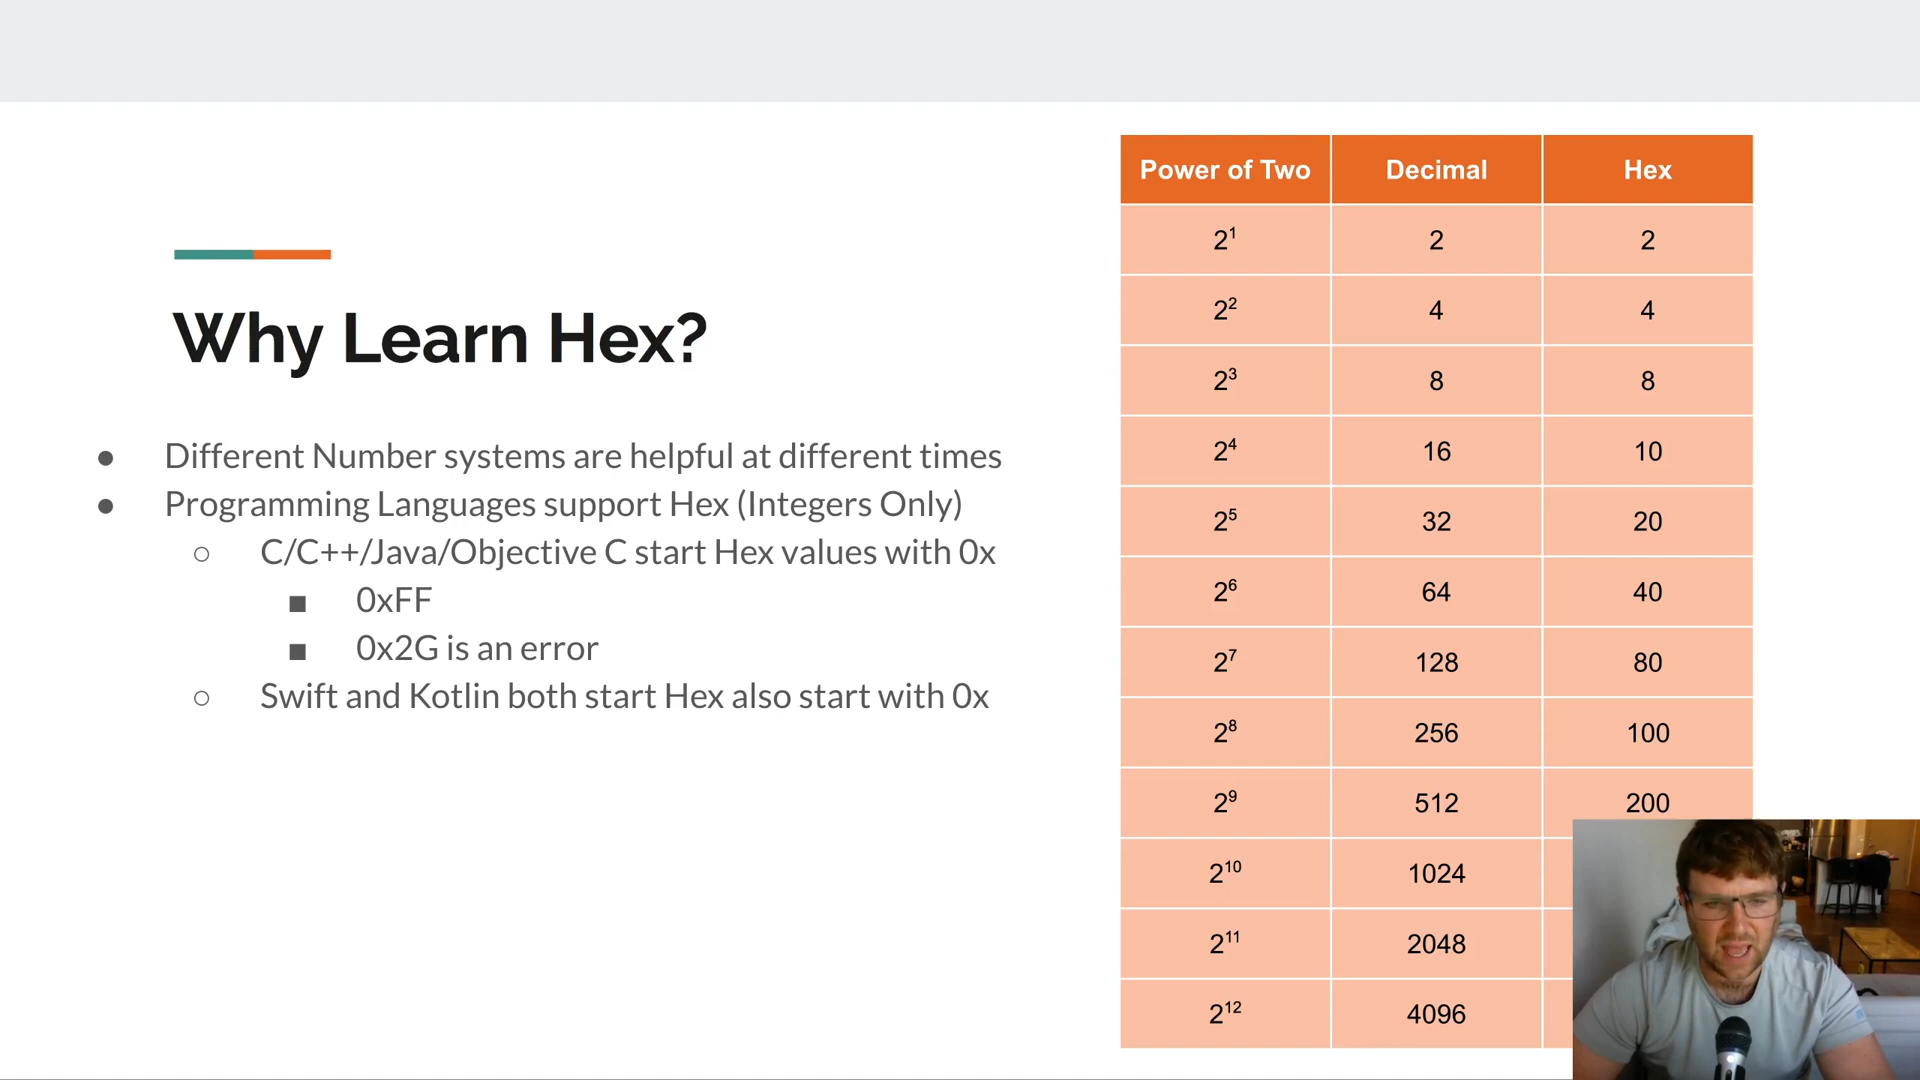 Why Learn Hex?
● Different Number systems are helpful at different times
● Programming Languages support Hex (Integers Only)
○ C/C++/Java/Objective C start Hex values with 0x
■ 0xFF
■ 0x2G is an error
○ Swift and Kotlin both start Hex also start with 0x
Power of Two Decimal Hex
2¹ 2 2
2² 4 4
2³ 8 8
2⁴ 16 10
2⁵ 32 20
2⁶ 64 40
2⁷ 128 80
2⁸ 256 100
2⁹ 512 200
2¹⁰ 1024
2¹¹ 2048
2¹² 4096